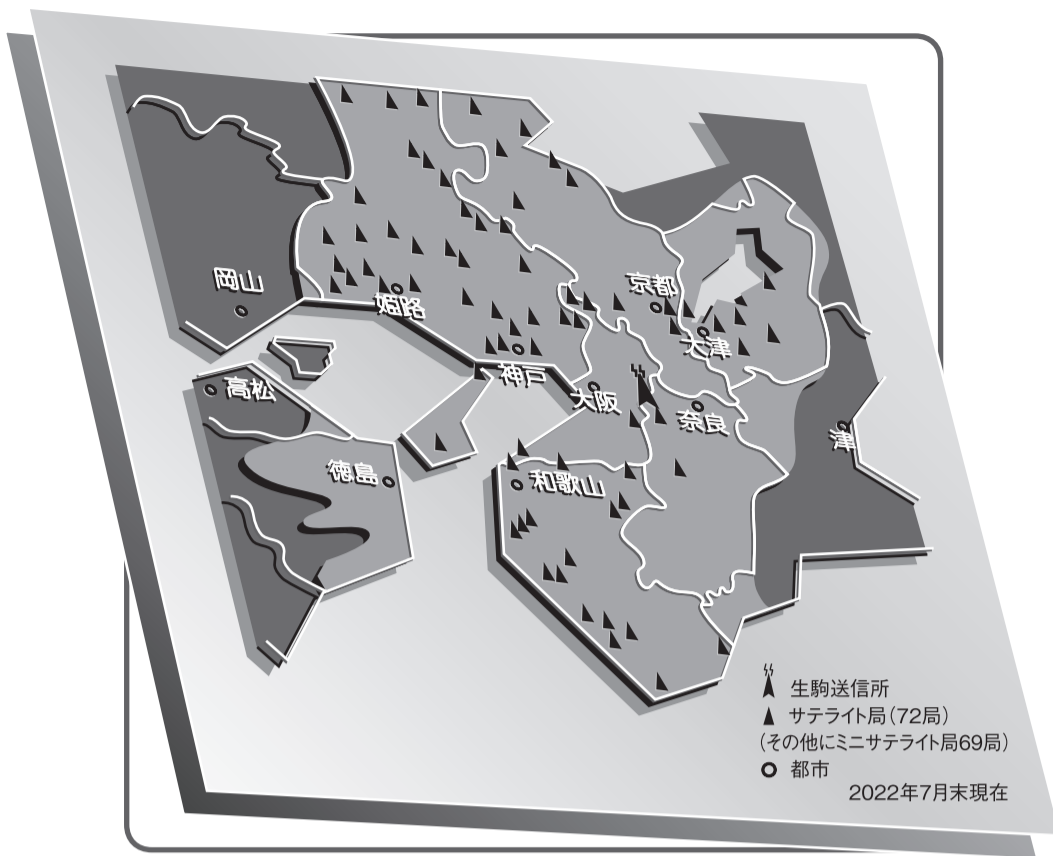 岡山
姫路
京都
大津
高松
神戸
大阪
奈良
津
徳島
和歌山
生駒送信所
サテライト局(72局)
(その他にミニサテライト局69局)
都市
2022年7月末現在